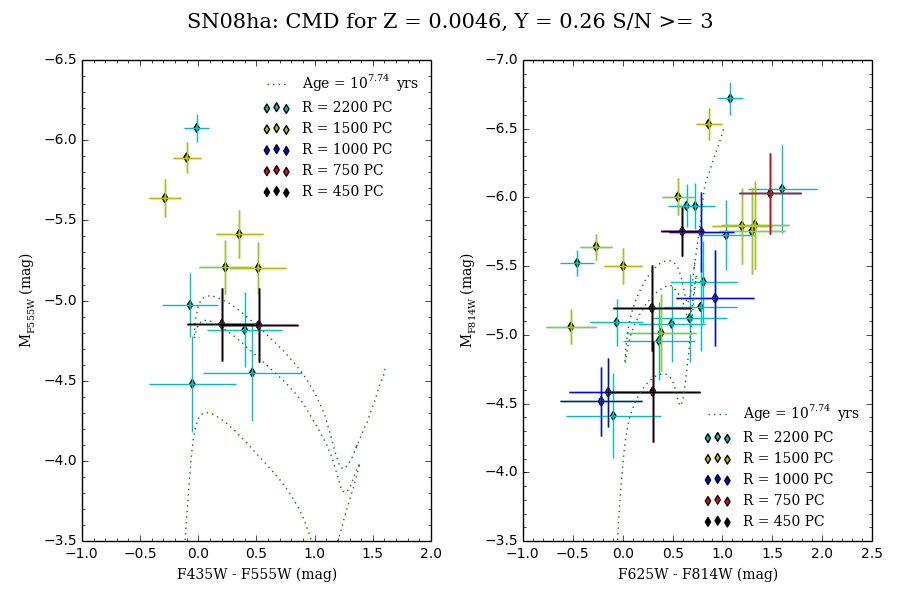 SN08ha: CMD for Z = 0.0046, Y = 0.26 S/N >= 3
−6.5
−6.0
−5.5
−5.0
−4.5
−4.0
−3.5
M_F555W (mag)
Age = 10^7.74 yrs
R = 2200 PC
R = 1500 PC
R = 1000 PC
R = 750 PC
R = 450 PC
−1.0 −0.5 0.0 0.5 1.0 1.5 2.0
F435W - F555W (mag)
−7.0
−6.5
−6.0
−5.5
−5.0
−4.5
−4.0
−3.5
M_F814W (mag)
Age = 10^7.74 yrs
R = 2200 PC
R = 1500 PC
R = 1000 PC
R = 750 PC
R = 450 PC
−1.0 −0.5 0.0 0.5 1.0 1.5 2.0 2.5
F625W - F814W (mag)